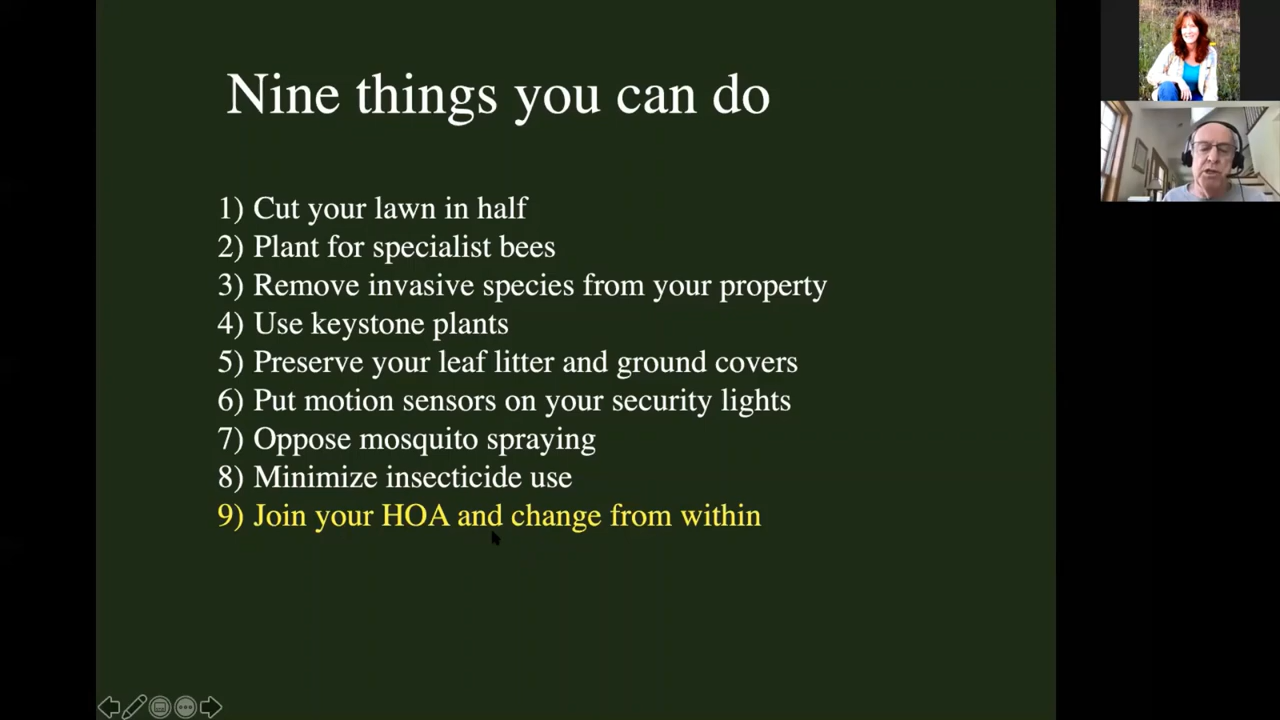 Nine things you can do
1) Cut your lawn in half
2) Plant for specialist bees
3) Remove invasive species from your property
4) Use keystone plants
5) Preserve your leaf litter and ground covers
6) Put motion sensors on your security lights
7) Oppose mosquito spraying
8) Minimize insecticide use
9) Join your HOA and change from within